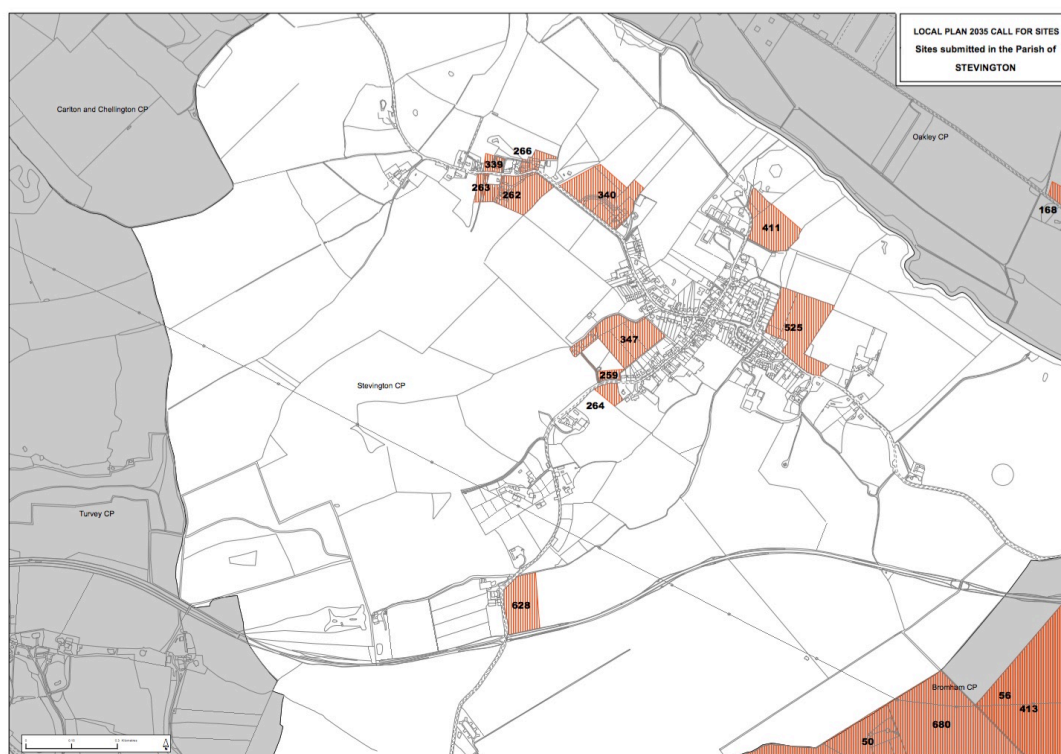 LOCAL PLAN 2035 CALL FOR SITES
Sites submitted in the Parish of
STEVINGTON
Carlton and Chellington CP
Oakley CP
266
339
263
262
340
168
411
525
347
259
Stevington CP
264
Turvey CP
628
Bromham CP
56
413
680
50